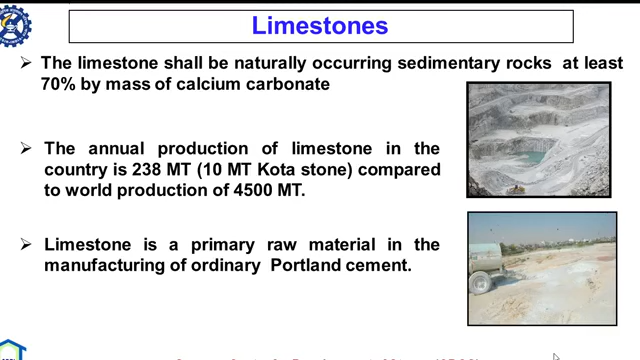 Limestones
➢ The limestone shall be naturally occurring sedimentary rocks at least
70% by mass of calcium carbonate
➢ The annual production of limestone in the
country is 238 MT (10 MT Kota stone) compared
to world production of 4500 MT.
➢ Limestone is a primary raw material in the
manufacturing of ordinary Portland cement.